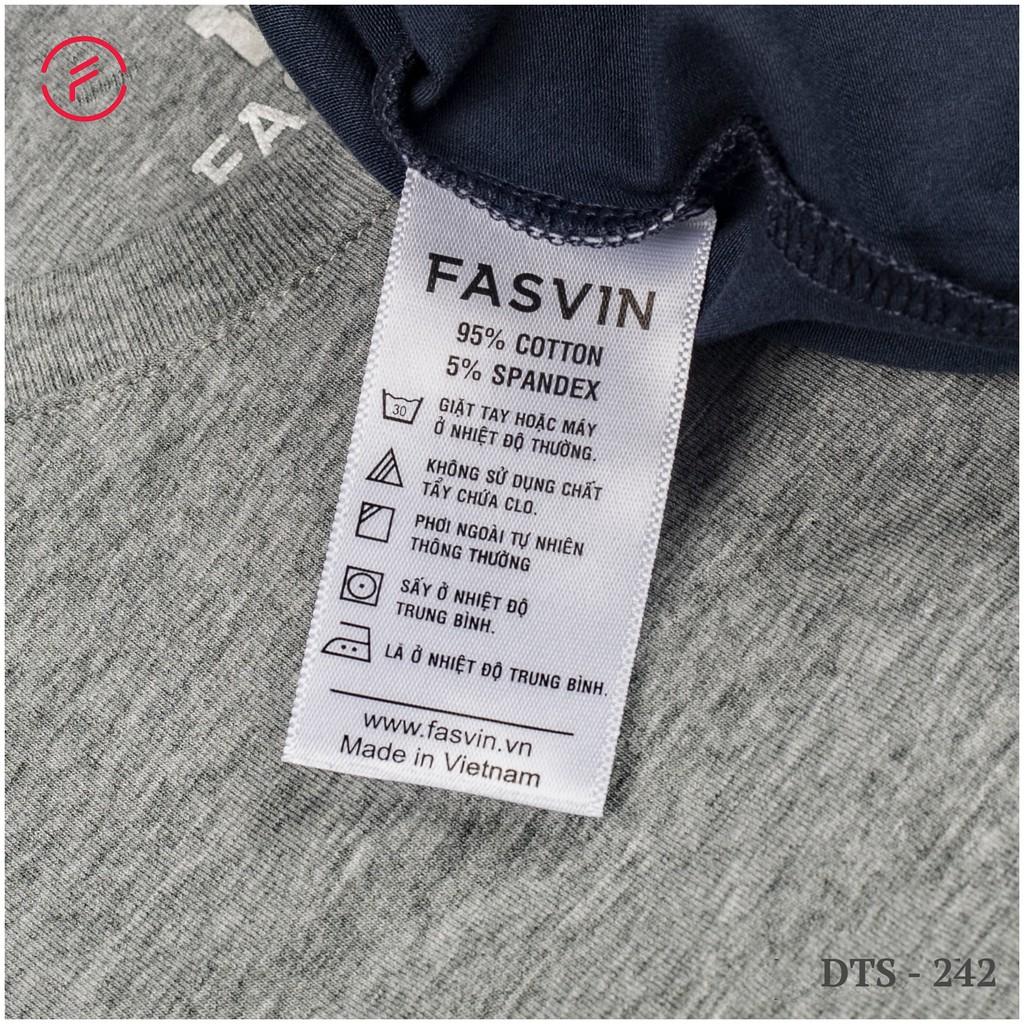 FA
FASVIN
95% COTTON
5% SPANDEX
30
GIẶT TAY HOẶC MÁY
Ở NHIỆT ĐỘ THƯỜNG.
KHÔNG SỬ DỤNG CHẤT
TẨY CHỨA CLO.
PHƠI NGOÀI TỰ NHIÊN
THÔNG THƯỜNG
SẤY Ở NHIỆT ĐỘ
TRUNG BÌNH.
LÀ Ở NHIỆT ĐỘ TRUNG BÌNH.
www.fasvin.vn
Made in Vietnam
DTS - 242